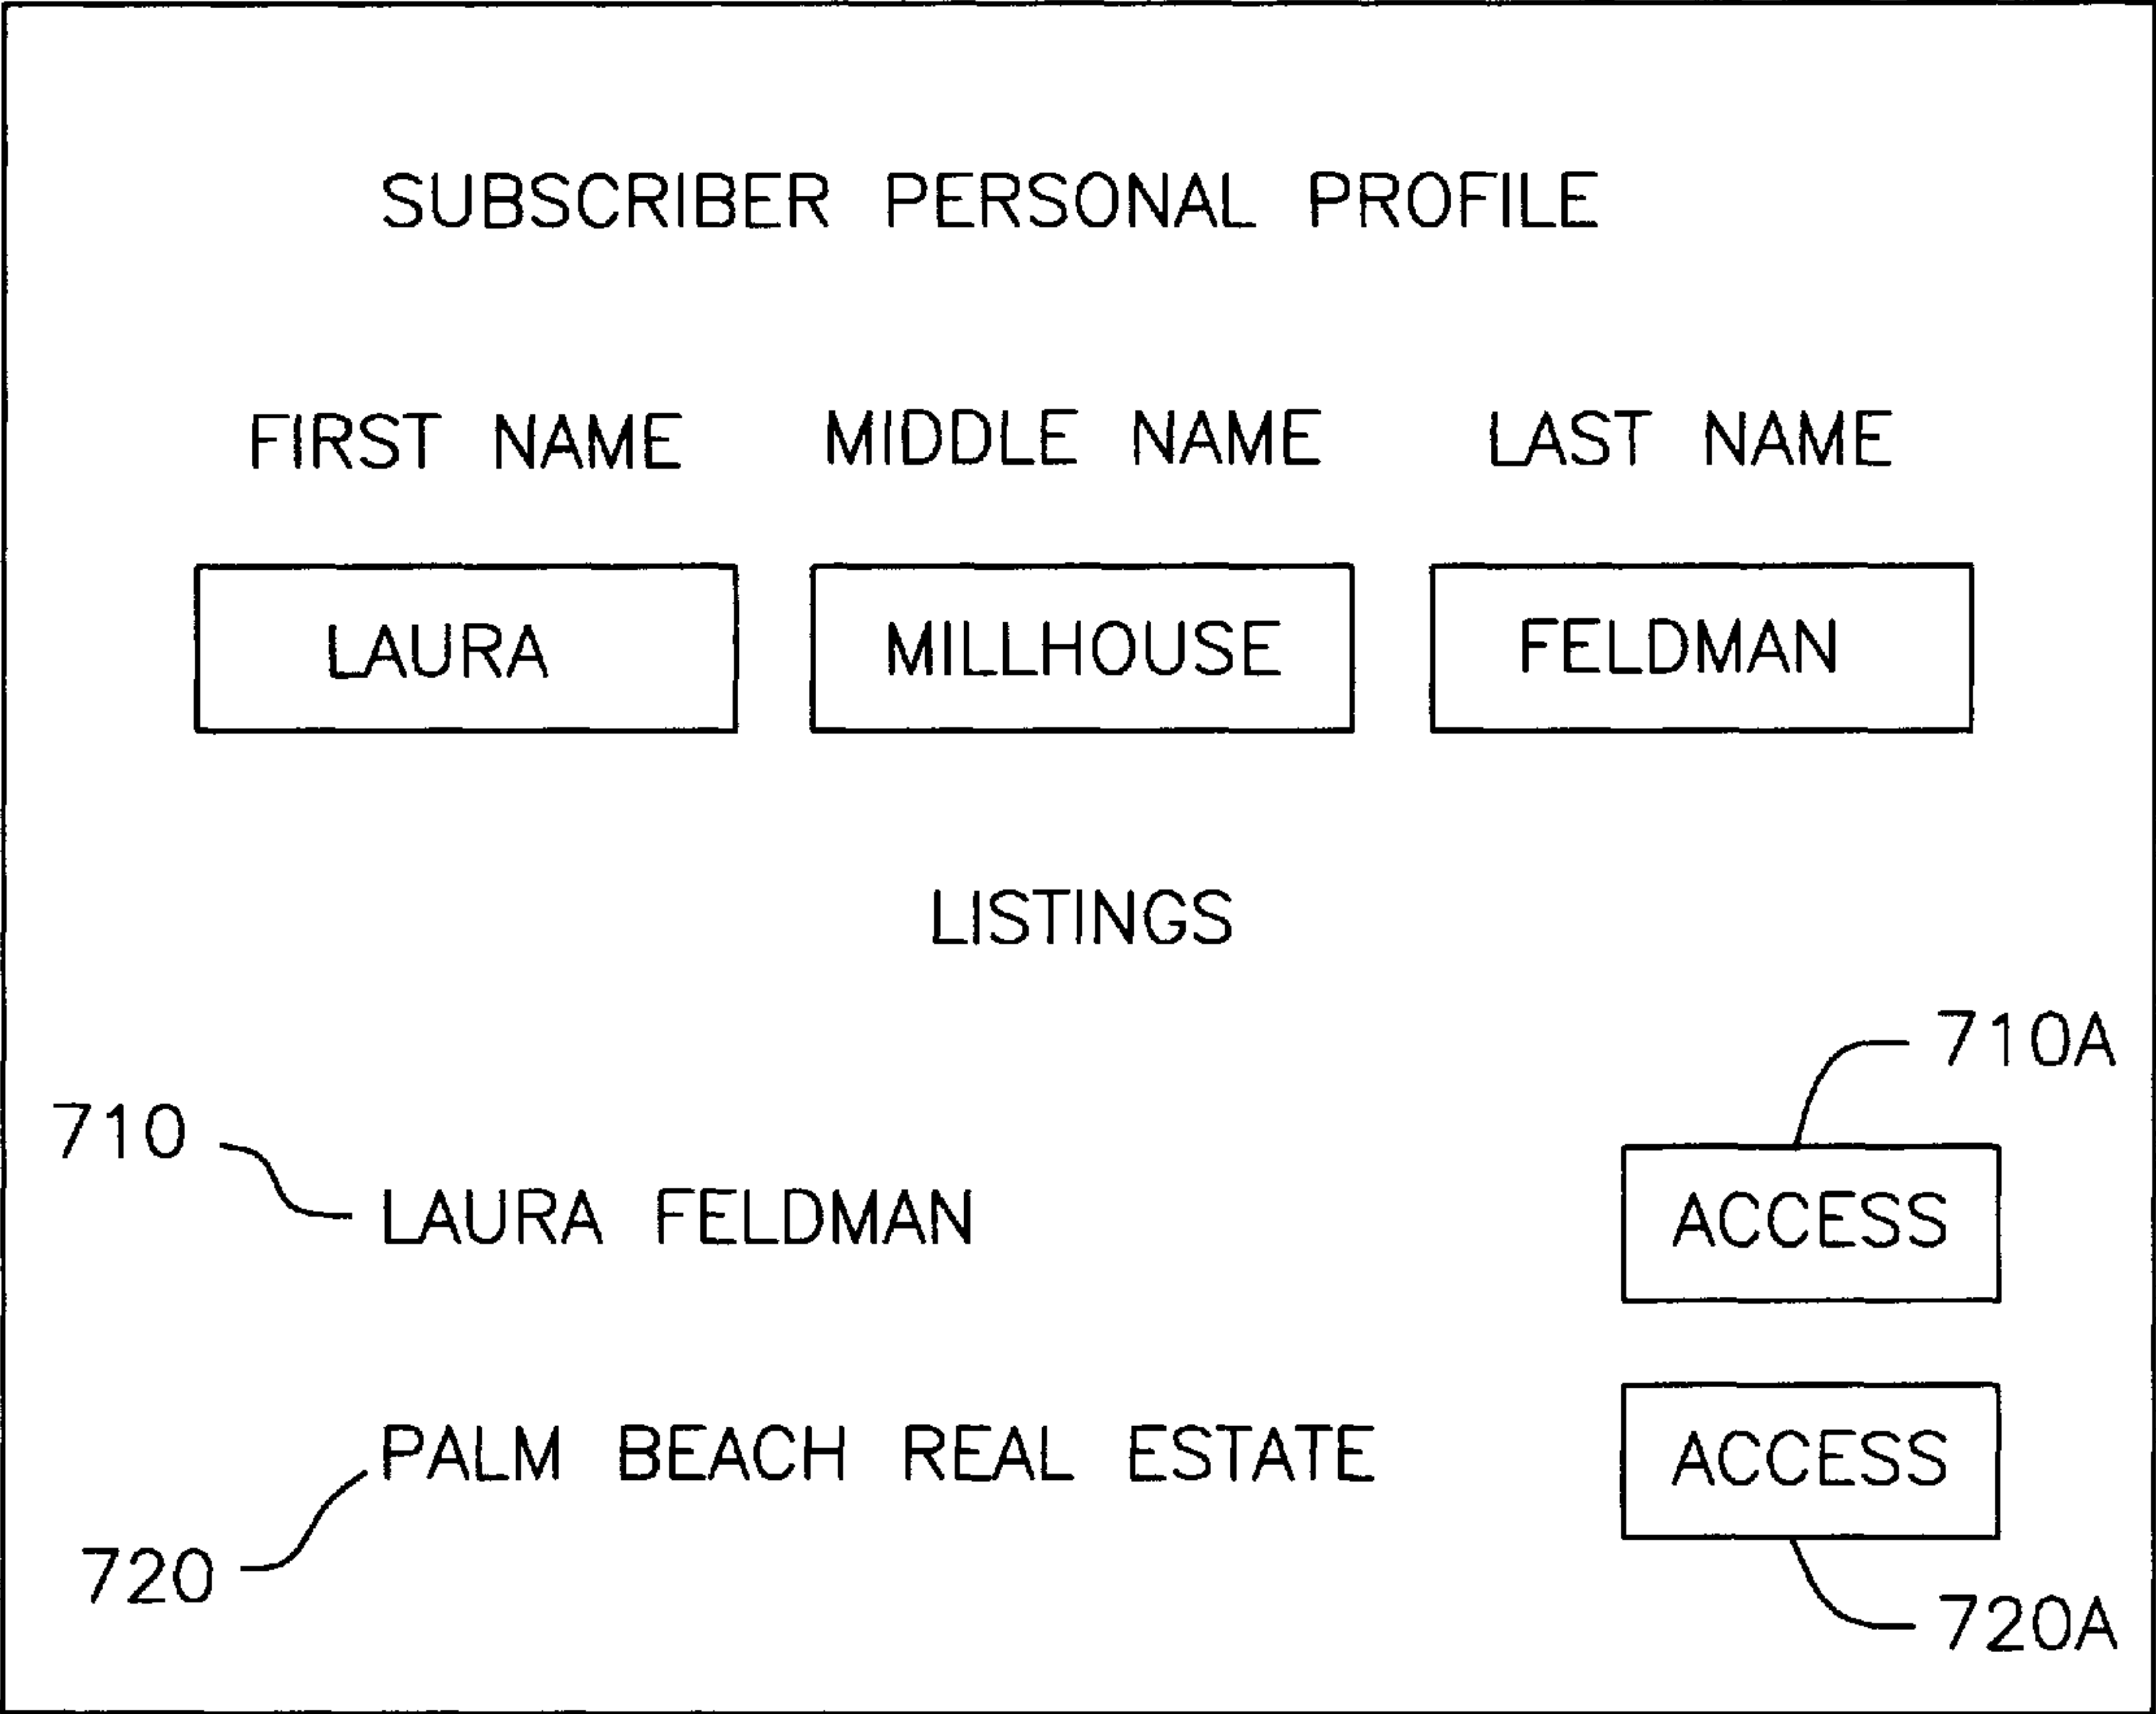 SUBSCRIBER PERSONAL PROFILE
FIRST NAME MIDDLE NAME LAST NAME
LAURA MILLHOUSE FELDMAN
LISTINGS
710A
710
LAURA FELDMAN ACCESS
PALM BEACH REAL ESTATE ACCESS
720
720A